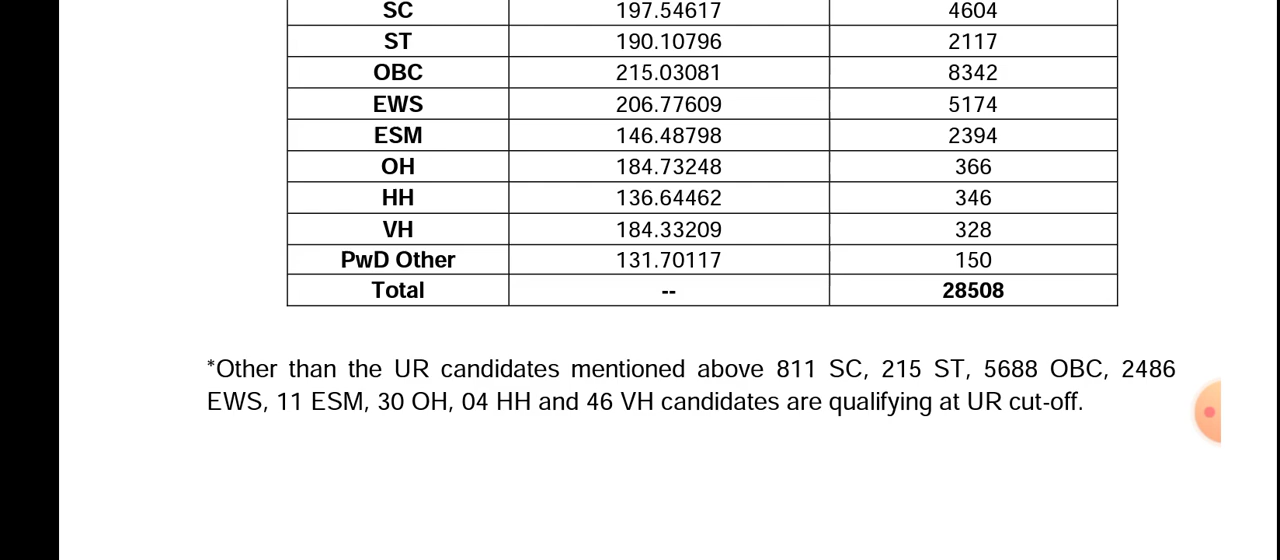 SC 197.54617 4604
ST 190.10796 2117
OBC 215.03081 8342
EWS 206.77609 5174
ESM 146.48798 2394
OH 184.73248 366
HH 136.64462 346
VH 184.33209 328
PwD Other 131.70117 150
Total -- 28508
*Other than the UR candidates mentioned above 811 SC, 215 ST, 5688 OBC, 2486
EWS, 11 ESM, 30 OH, 04 HH and 46 VH candidates are qualifying at UR cut-off.